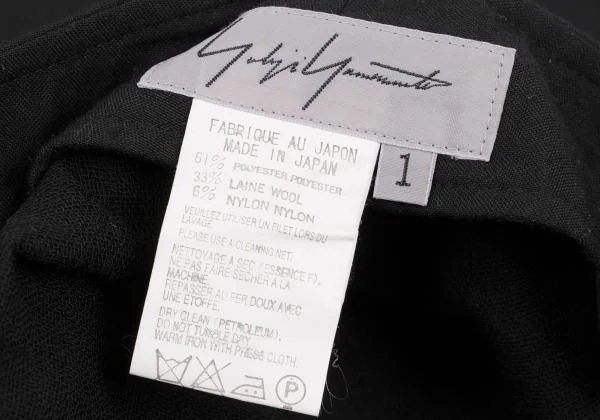 Yohji Yamamoto
1
FABRIQUE AU JAPON
MADE IN JAPAN
61% POLYESTER POLYESTER
33% LAINE WOOL
6% NYLON NYLON
VEUILLEZ UTILISER UN FILET LORS DU
LAVAGE.
PLEASE USE A CLEANING NET.
NETTOYAGE A SEC (ESSENCE F).
NE PAS FAIRE SECHER A LA
MACHINE.
REPASSER AU FER DOUX AVEC
UNE ETOFFE.
DRY CLEAN (PETROLEUM).
DO NOT TUMBLE DRY.
WARM IRON WITH PRESS CLOTH.
P